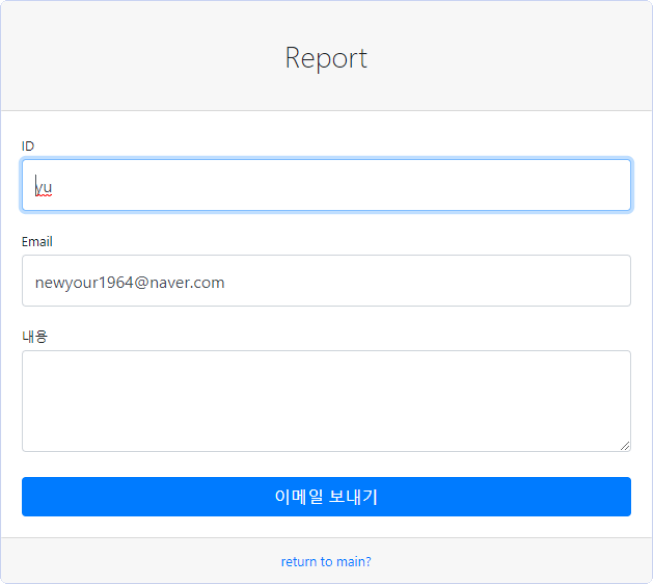 Report
ID
yu
Email
newyour1964@naver.com
내용
이메일 보내기
return to main?